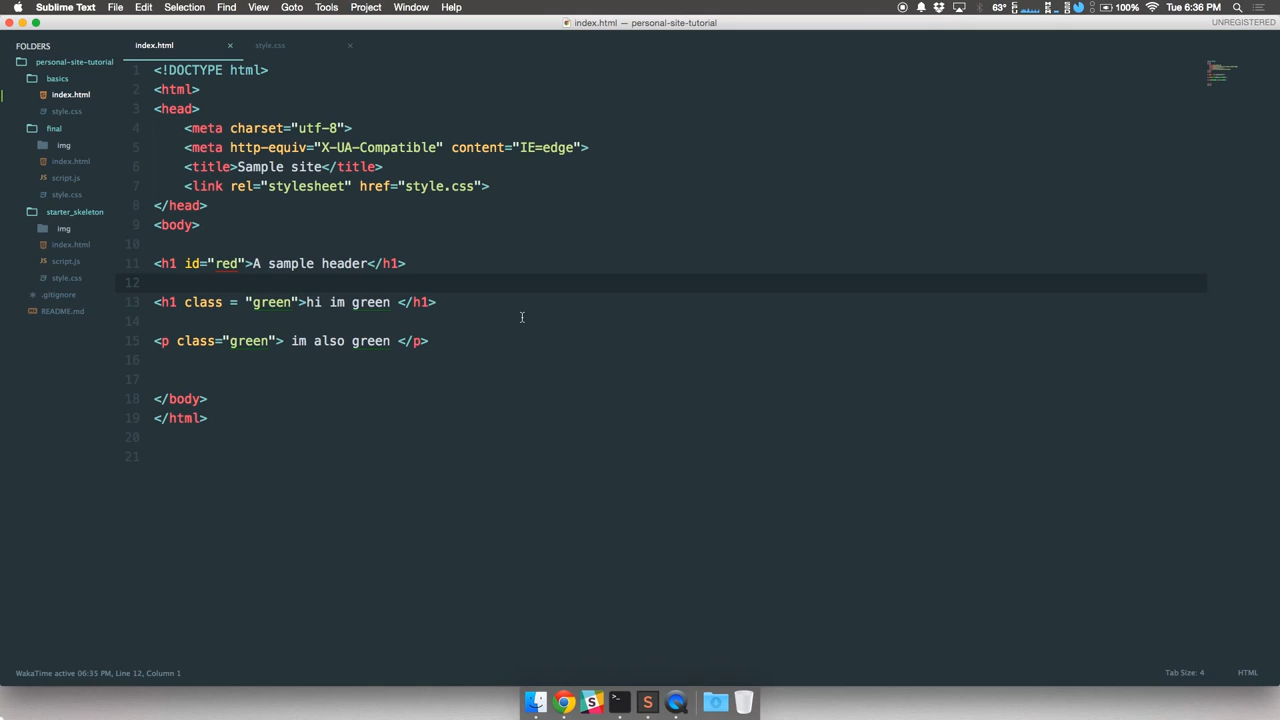 Sublime Text File Edit Selection Find View Goto Tools Project Window Help 63° 100% Tue 6:36 PM
index.html — personal-site-tutorial UNREGISTERED
FOLDERS
personal-site-tutorial
basics
index.html
style.css
final
img
index.html
script.js
style.css
starter_skeleton
img
index.html
script.js
style.css
.gitignore
README.md
index.html × style.css ×
1 <!DOCTYPE html>
2 <html>
3 <head>
4 <meta charset="utf-8">
5 <meta http-equiv="X-UA-Compatible" content="IE=edge">
6 <title>Sample site</title>
7 <link rel="stylesheet" href="style.css">
8 </head>
9 <body>
10
11 <h1 id="red">A sample header</h1>
12
13 <h1 class = "green">hi im green </h1>
14
15 <p class="green"> im also green </p>
16
17
18 </body>
19 </html>
20
21
WakaTime active 06:35 PM, Line 12, Column 1 Tab Size: 4 HTML